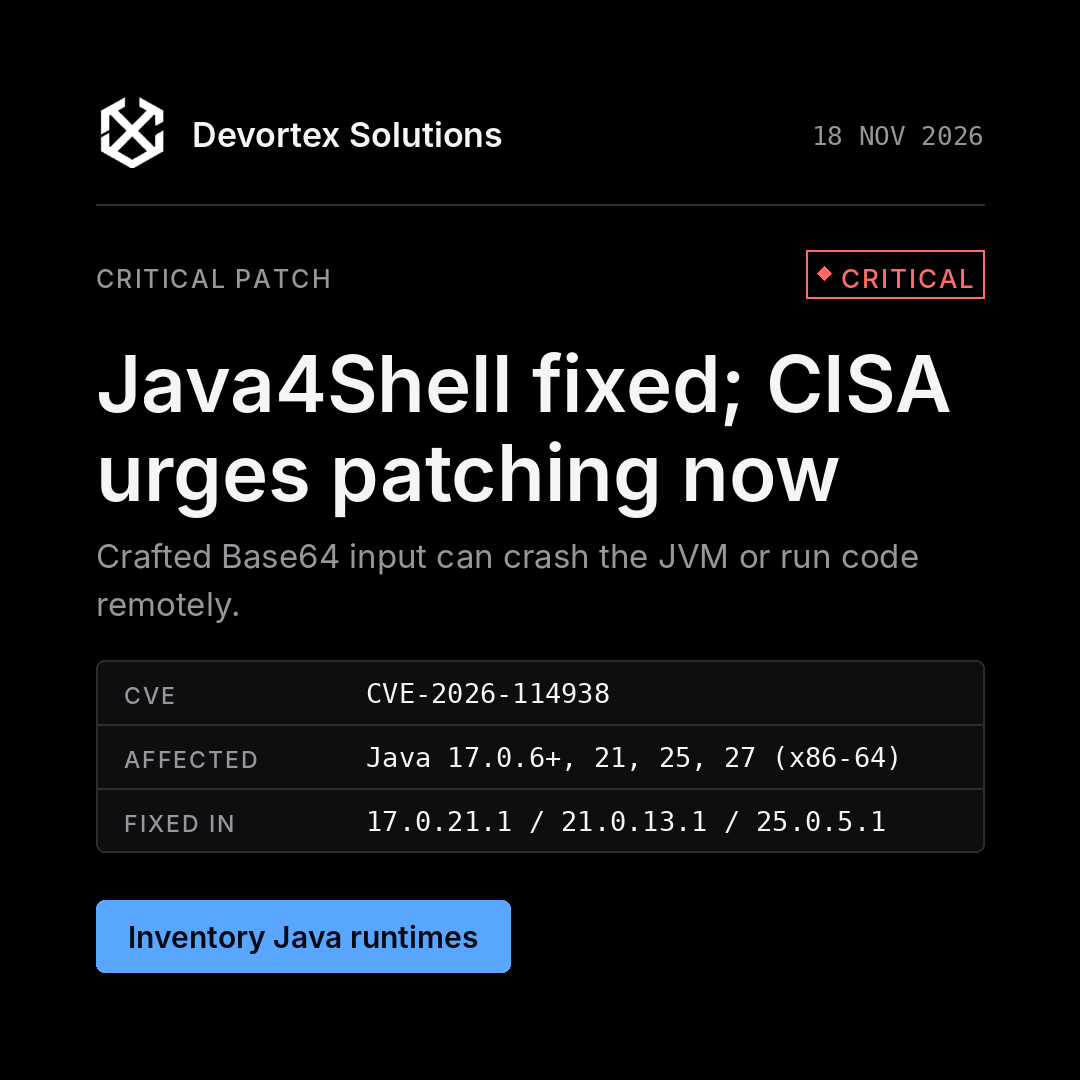 Devortex Solutions
18 NOV 2026
CRITICAL PATCH
CRITICAL
Java4Shell fixed; CISA
urges patching now
Crafted Base64 input can crash the JVM or run code
remotely.
CVE CVE-2026-114938
AFFECTED Java 17.0.6+, 21, 25, 27 (x86-64)
FIXED IN 17.0.21.1 / 21.0.13.1 / 25.0.5.1
Inventory Java runtimes